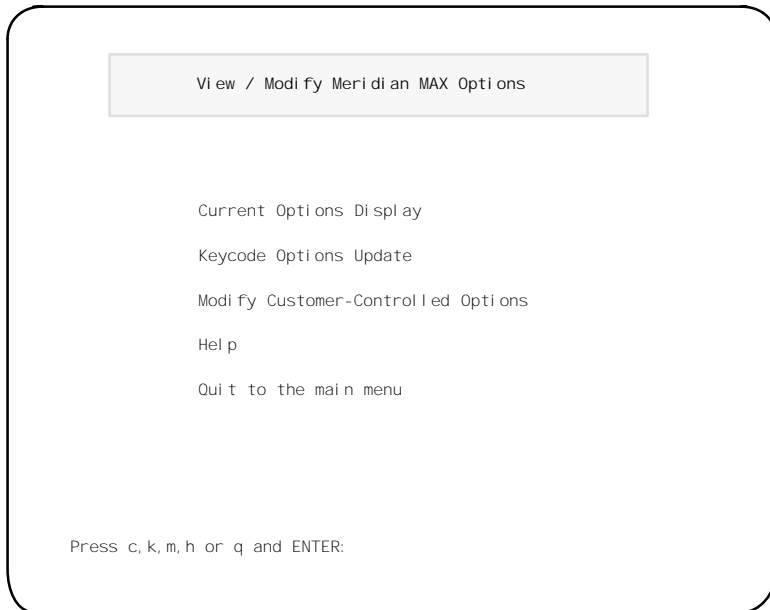 View / Modify Meridian MAX Options
Current Options Display
Keycode Options Update
Modify Customer-Controlled Options
Help
Quit to the main menu
Press c,k,m,h or q and ENTER: